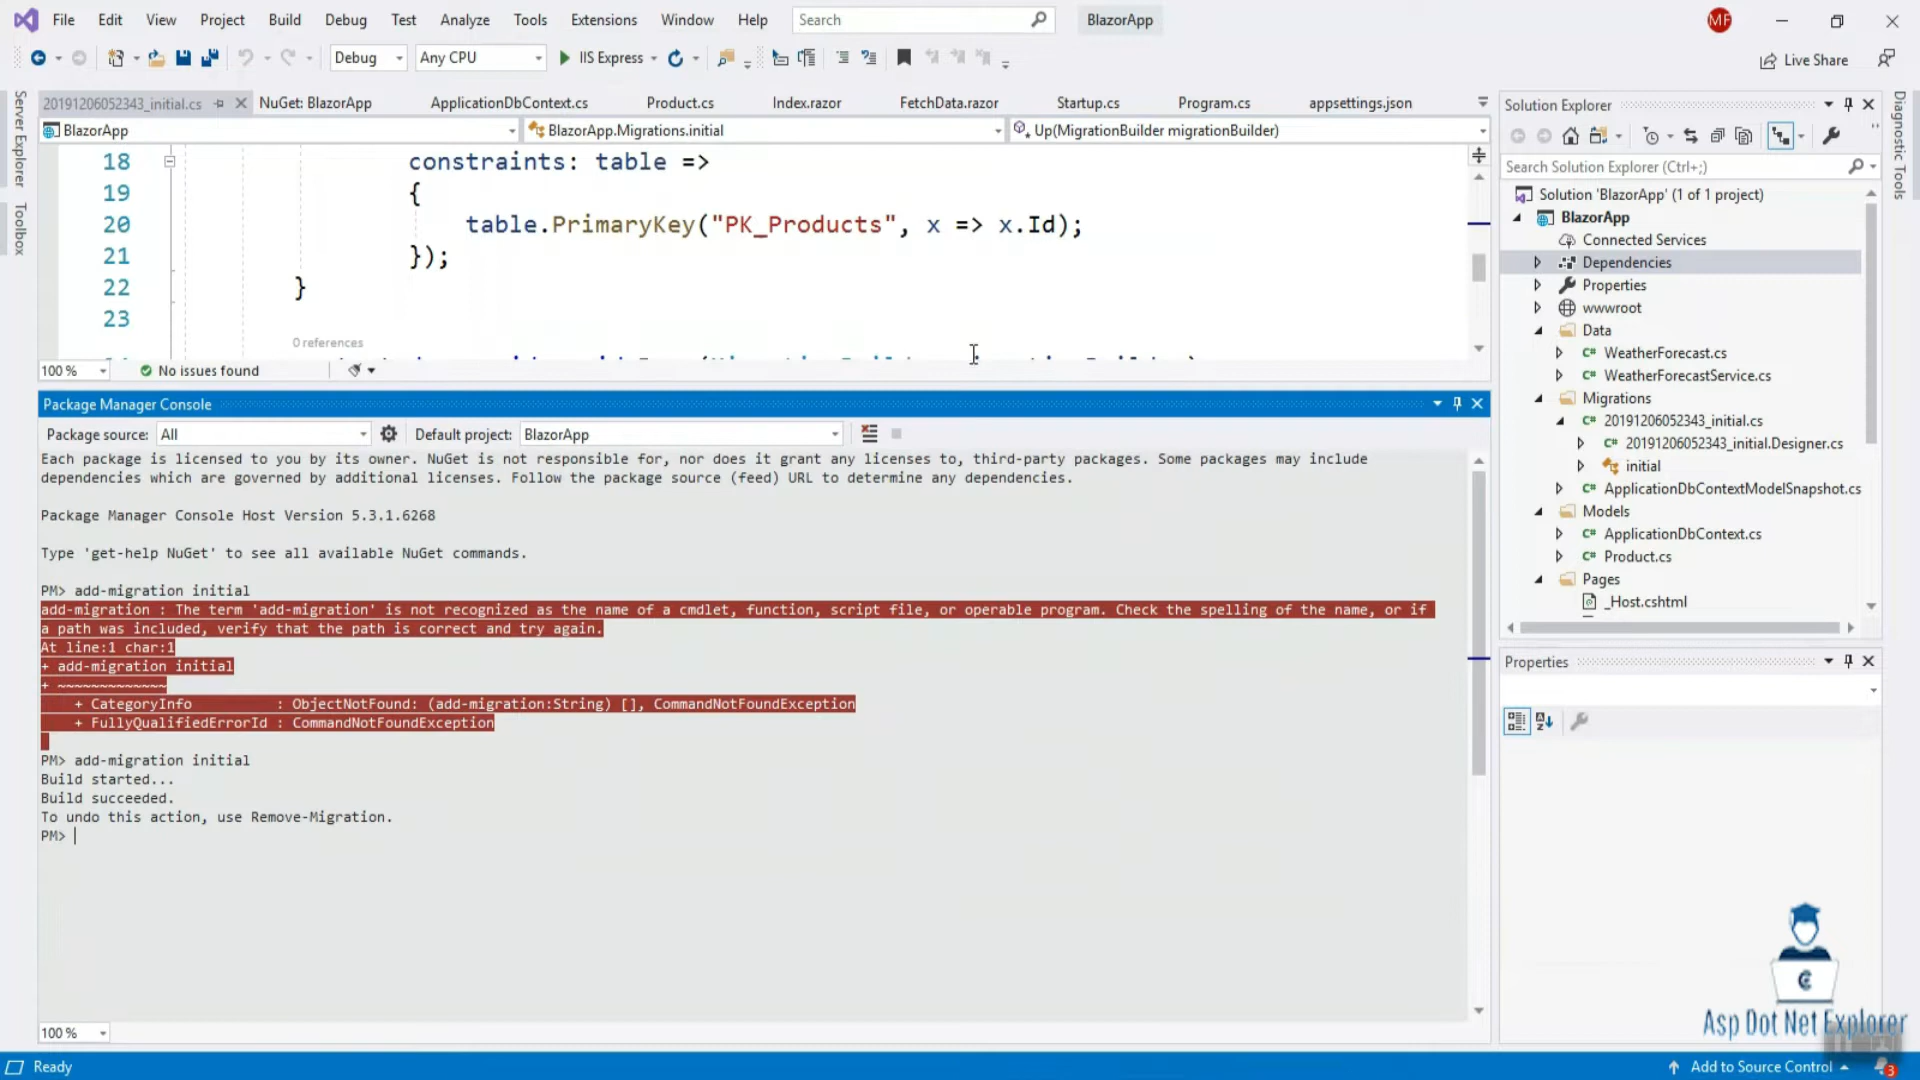 File Edit View Project Build Debug Test Analyze Tools Extensions Window Help Search BlazorApp MF
Debug Any CPU IIS Express Live Share
20191206052343_initial.cs NuGet: BlazorApp ApplicationDbContext.cs Product.cs Index.razor FetchData.razor Startup.cs Program.cs appsettings.json
BlazorApp BlazorApp.Migrations.initial Up(MigrationBuilder migrationBuilder)
Server Explorer
Toolbox
18 constraints: table =>
19 {
20 table.PrimaryKey("PK_Products", x => x.Id);
21 });
22 }
23
0 references
100 % No issues found
Package Manager Console
Package source: All Default project: BlazorApp
Each package is licensed to you by its owner. NuGet is not responsible for, nor does it grant any licenses to, third-party packages. Some packages may include
dependencies which are governed by additional licenses. Follow the package source (feed) URL to determine any dependencies.
Package Manager Console Host Version 5.3.1.6268
Type 'get-help NuGet' to see all available NuGet commands.
PM> add-migration initial
add-migration : The term 'add-migration' is not recognized as the name of a cmdlet, function, script file, or operable program. Check the spelling of the name, or if
a path was included, verify that the path is correct and try again.
At line:1 char:1
+ add-migration initial
+ ~~~~~~~~~~~~~
+ CategoryInfo : ObjectNotFound: (add-migration:String) [], CommandNotFoundException
+ FullyQualifiedErrorId : CommandNotFoundException
PM> add-migration initial
Build started...
Build succeeded.
To undo this action, use Remove-Migration.
PM>
100 %
Solution Explorer
Search Solution Explorer (Ctrl+;)
Solution 'BlazorApp' (1 of 1 project)
BlazorApp
Connected Services
Dependencies
Properties
wwwroot
Data
C# WeatherForecast.cs
C# WeatherForecastService.cs
Migrations
C# 20191206052343_initial.cs
C# 20191206052343_initial.Designer.cs
initial
C# ApplicationDbContextModelSnapshot.cs
Models
C# ApplicationDbContext.cs
C# Product.cs
Pages
_Host.cshtml
Properties
Diagnostic Tools
Asp Dot Net Explorer
Ready Add to Source Control 3